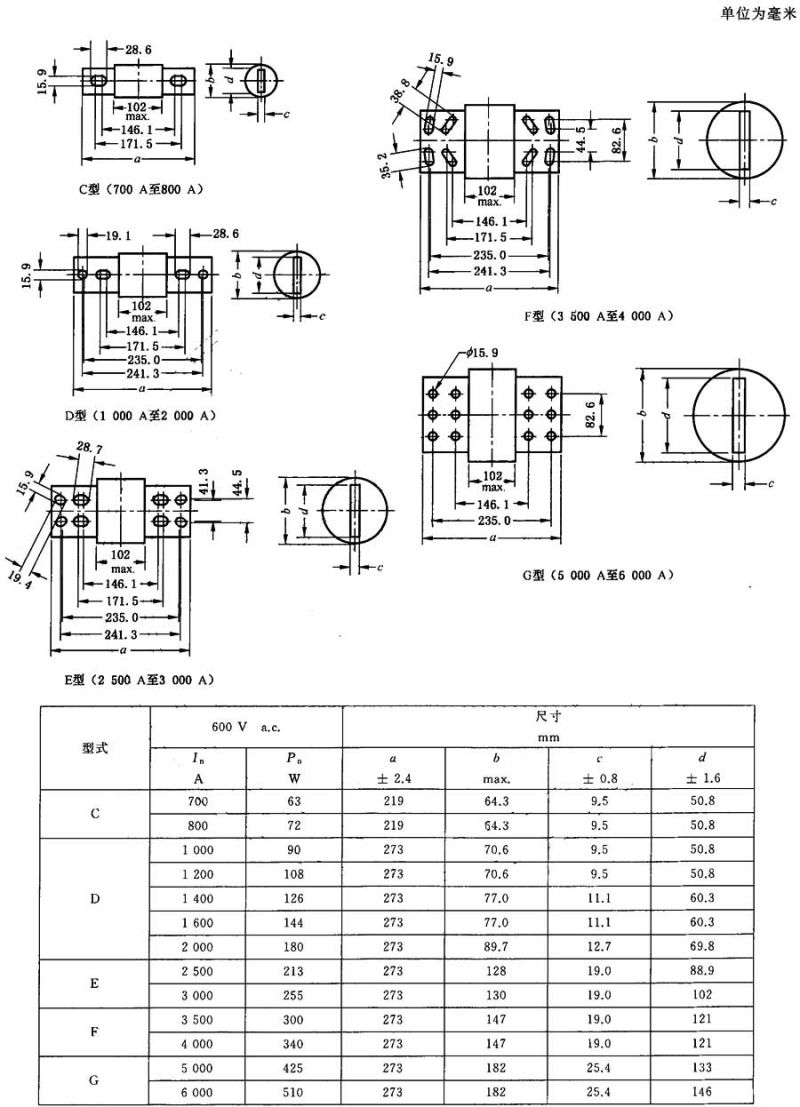 单位为毫米
28.6
15.9
b
d
102
max.
146.1
c
171.5
a
C型（700 A至800 A）
19.1
28.6
15.9
b
d
102
max.
c
146.1
171.5
235.0
241.3
a
D型（1 000 A至2 000 A）
28.7
15.9
41.3
44.5
b
d
19.4
102
max.
c
146.1
171.5
235.0
241.3
a
E型（2 500 A至3 000 A）
15.9
38.8
35.2
44.5
82.6
b
d
102
max.
c
146.1
171.5
235.0
241.3
a
F型（3 500 A至4 000 A）
ϕ15.9
82.6
b
d
102
max.
c
146.1
235.0
a
G型（5 000 A至6 000 A）
型式 600 V a.c. 尺寸
mm
In Pn a b c d
A W ± 2.4 max. ± 0.8 ± 1.6
C 700 63 219 64.3 9.5 50.8
800 72 219 64.3 9.5 50.8
D 1 000 90 273 70.6 9.5 50.8
1 200 108 273 70.6 9.5 50.8
1 400 126 273 77.0 11.1 60.3
1 600 144 273 77.0 11.1 60.3
2 000 180 273 89.7 12.7 69.8
E 2 500 213 273 128 19.0 88.9
3 000 255 273 130 19.0 102
F 3 500 300 273 147 19.0 121
4 000 340 273 147 19.0 121
G 5 000 425 273 182 25.4 133
6 000 510 273 182 25.4 146